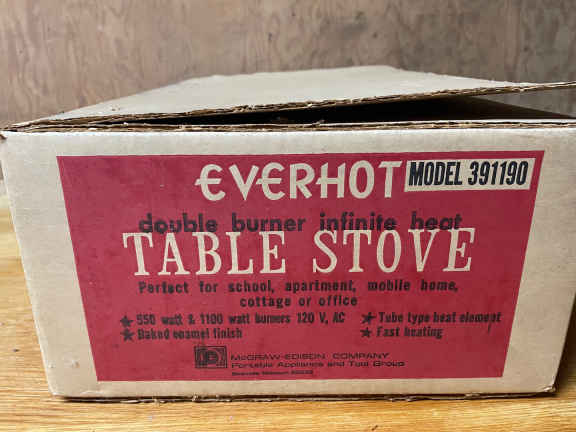 EVERHOT MODEL 391190
double burner infinite heat
TABLE STOVE
Perfect for school, apartment, mobile home,
cottage or office
★ 550 watt & 1100 watt burners 120 V, AC ★ Tube type heat element
★ Baked enamel finish ★ Fast heating
McGRAW-EDISON COMPANY
Portable Appliance and Tool Group
Missouri